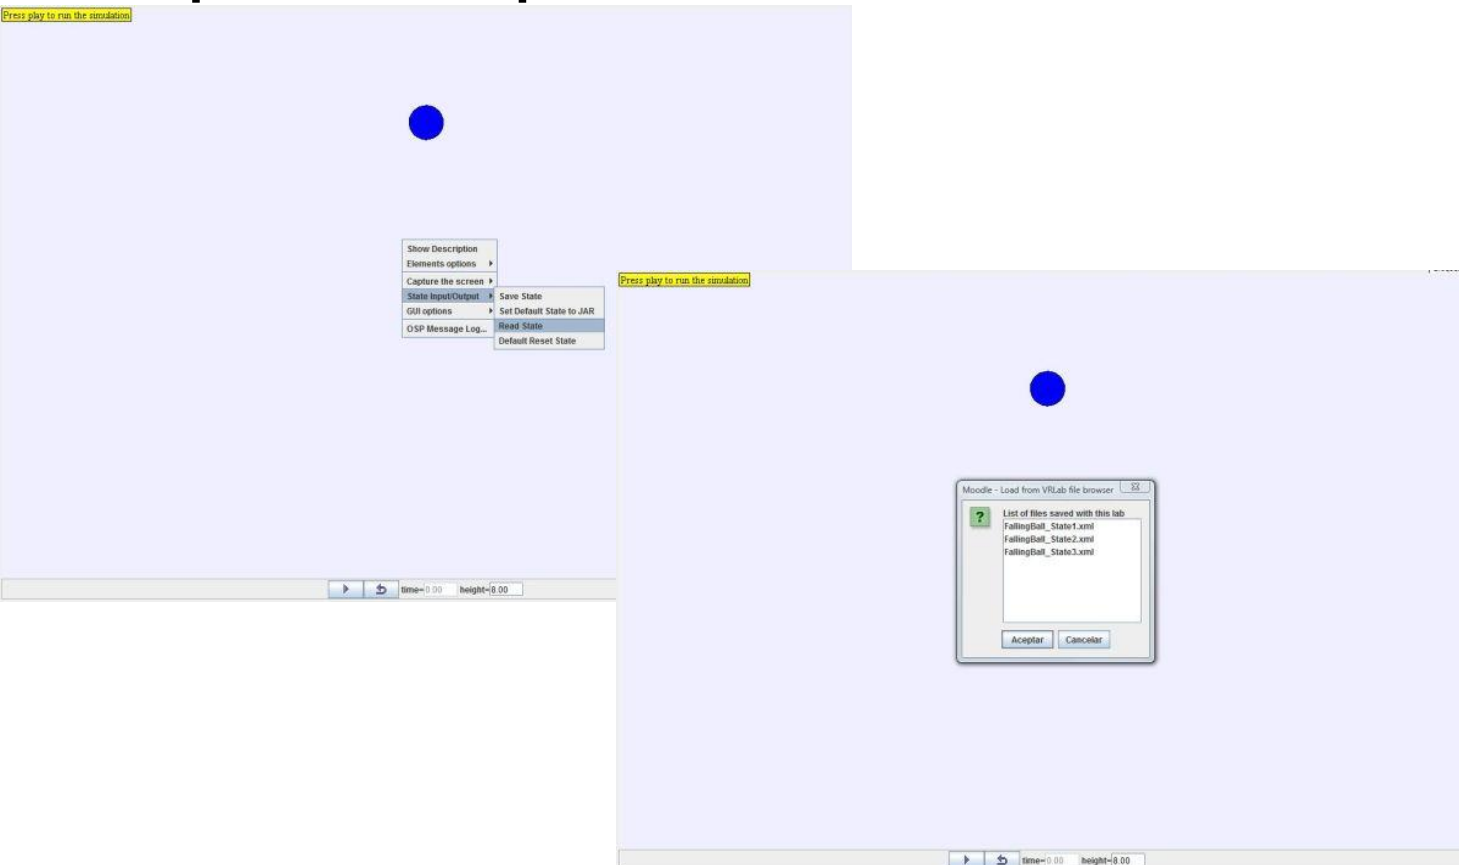 Press play to run the simulation
Show Description
Elements options
Capture the screen
State Input/Output
GUI options
OSP Message Log...
Save State
Set Default State to JAR
Read State
Default Reset State
time=0.00 height=8.00
Press play to run the simulation
Moodle - Load from VRLab file browser
List of files saved with this lab
FallingBall_State1.xml
FallingBall_State2.xml
FallingBall_State3.xml
Aceptar Cancelar
time=0.00 height=8.00